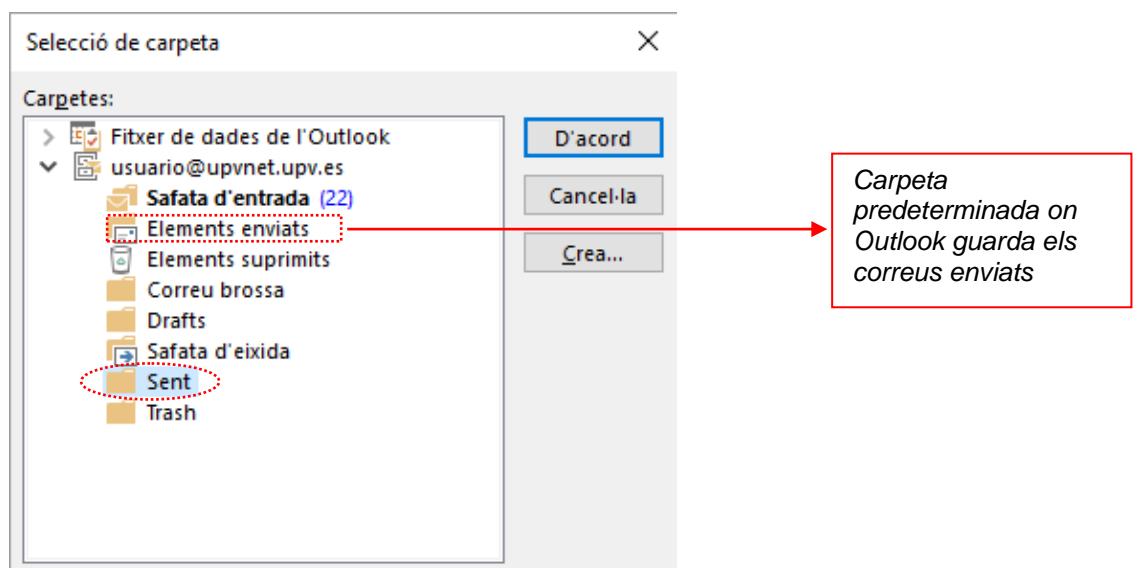 Selecció de carpeta
Carpetes:
Fitxer de dades de l'Outlook
usuario@upvnet.upv.es
Safata d'entrada (22)
Elements enviats
Elements suprimits
Correu brossa
Drafts
Safata d'eixida
Sent
Trash
D'acord
Cancel·la
Crea...
Carpeta
predeterminada on
Outlook guarda els
correus enviats